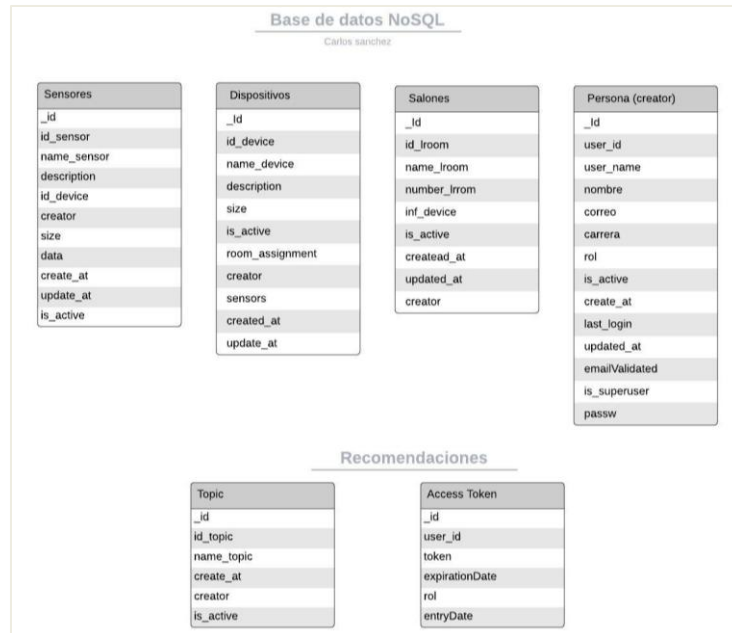 Base de datos NoSQL
Carlos sanchez
Sensores
_id
id_sensor
name_sensor
description
id_device
creator
size
data
create_at
update_at
is_active
Dispositivos
_Id
id_device
name_device
description
size
is_active
room_assignment
creator
sensors
created_at
update_at
Salones
_Id
id_lroom
name_lroom
number_lrrom
inf_device
is_active
createad_at
updated_at
creator
Persona (creator)
_Id
user_id
user_name
nombre
correo
carrera
rol
is_active
create_at
last_login
updated_at
emailValidated
is_superuser
passw
Recomendaciones
Topic
_id
id_topic
name_topic
create_at
creator
is_active
Access Token
_id
user_id
token
expirationDate
rol
entryDate